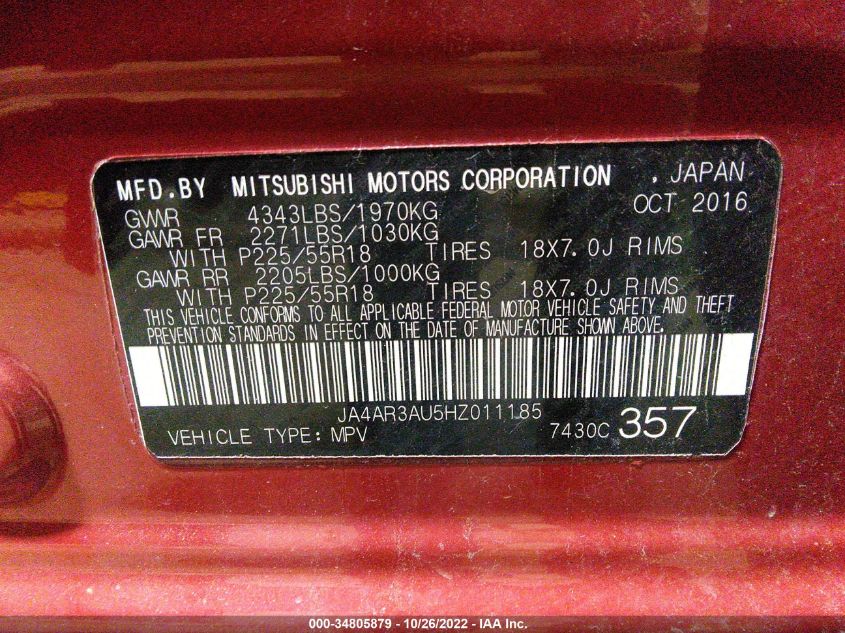 MFD.BY MITSUBISHI MOTORS CORPORATION , JAPAN
GVWR 4343LBS/1970KG OCT 2016
GAWR FR 2271LBS/1030KG
WITH P225/55R18 TIRES 18X7.0J RIMS
GAWR RR 2205LBS/1000KG
WITH P225/55R18 TIRES 18X7.0J RIMS
THIS VEHICLE CONFORMS TO ALL APPLICABLE FEDERAL MOTOR VEHICLE SAFETY AND THEFT
PREVENTION STANDARDS IN EFFECT ON THE DATE OF MANUFACTURE SHOWN ABOVE.
JA4AR3AU5HZ011185
VEHICLE TYPE: MPV 7430C 357
000-34805879 - 10/26/2022 - IAA Inc.